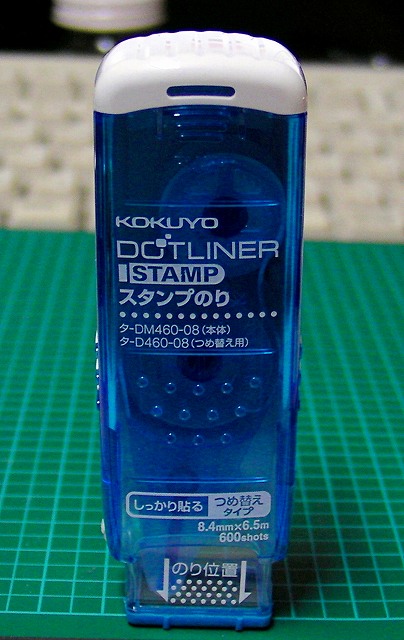 KOKUYO
DOTLINER
STAMP
スタンプのり
タ-DM460-08(本体)
タ-D460-08(つめ替え用)
しっかり貼る つめ替え
タイプ
8.4mm×6.5m
600shots
のり位置